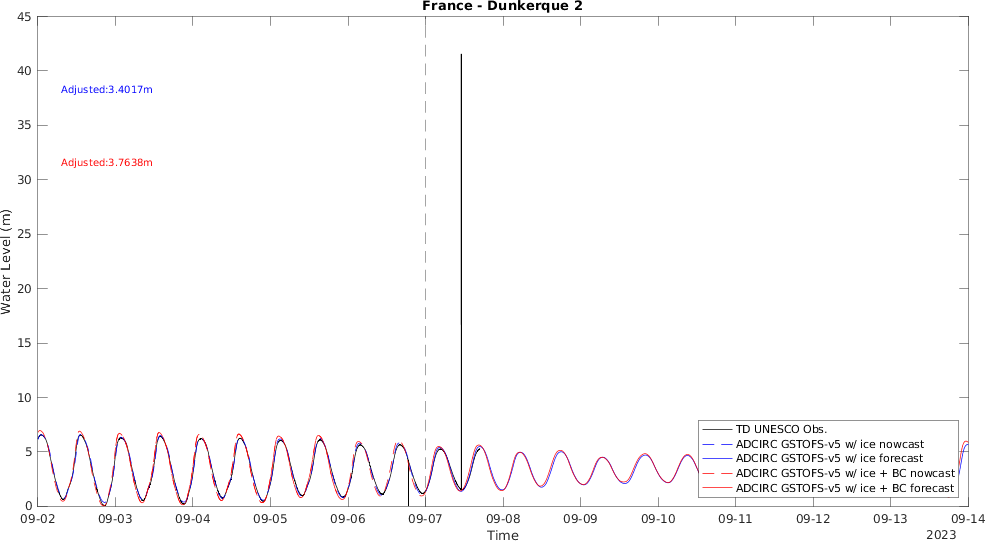 France - Dunkerque 2
45
40
35
30
25
20
15
10
5
0
Water Level (m)
Adjusted:3.4017m
Adjusted:3.7638m
TD UNESCO Obs.
ADCIRC GSTOFS-v5 w/ ice nowcast
ADCIRC GSTOFS-v5 w/ ice forecast
ADCIRC GSTOFS-v5 w/ ice + BC nowcast
ADCIRC GSTOFS-v5 w/ ice + BC forecast
09-02 09-03 09-04 09-05 09-06 09-07 09-08 09-09 09-10 09-11 09-12 09-13 09-14
Time
2023